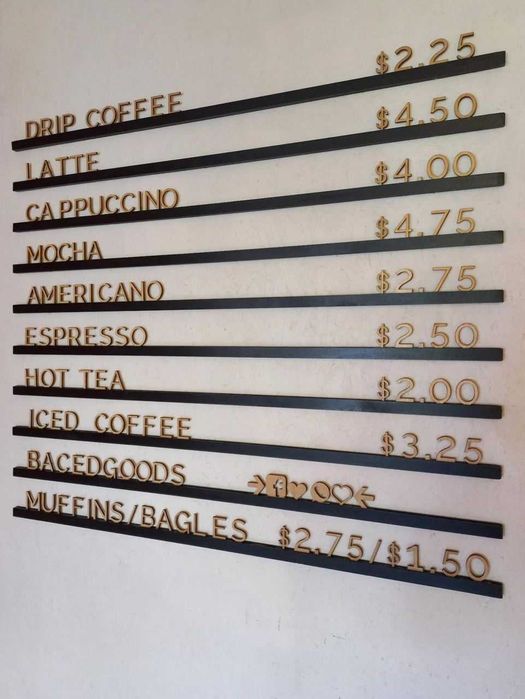 DRIP COFFEE $2.25
LATTE $4.50
CAPPUCCINO $4.00
MOCHA $4.75
AMERICANO $2.75
ESPRESSO $2.50
HOT TEA $2.00
ICED COFFEE $3.25
BACEDGOODS
MUFFINS/BAGLES $2.75/$1.50